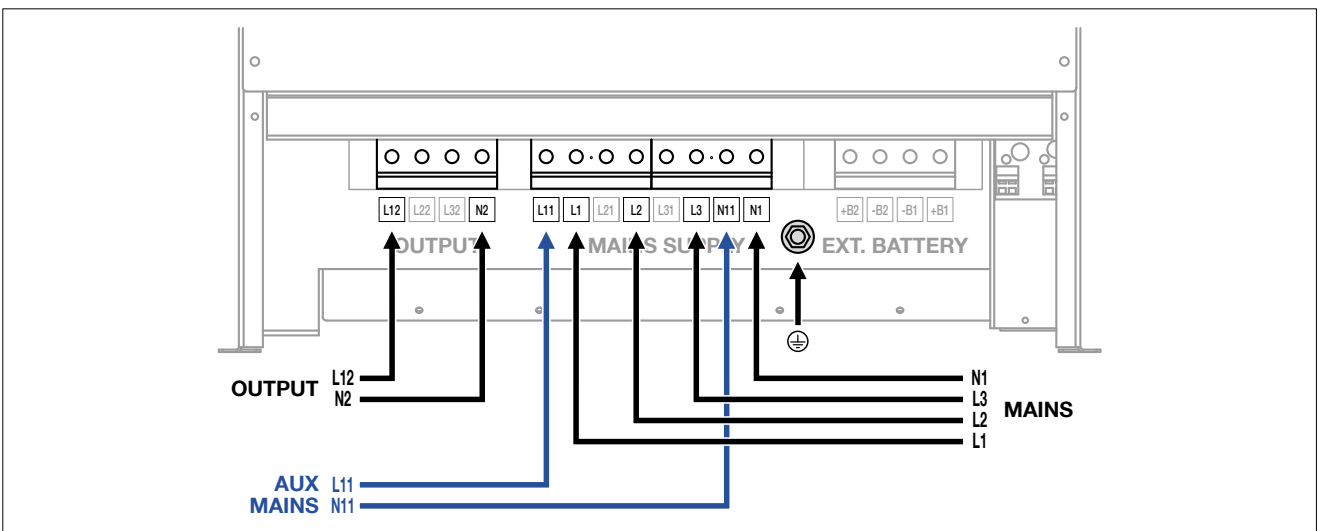 L12 L22 L32 N2 L11 L1 L21 L2 L31 L3 N11 N1 +B2 -B2 -B1 +B1
OUTPUT MAINS SUPPLY EXT. BATTERY
OUTPUT
L12
N2
N1
L3
L2
L1
MAINS
AUX L11
MAINS N11